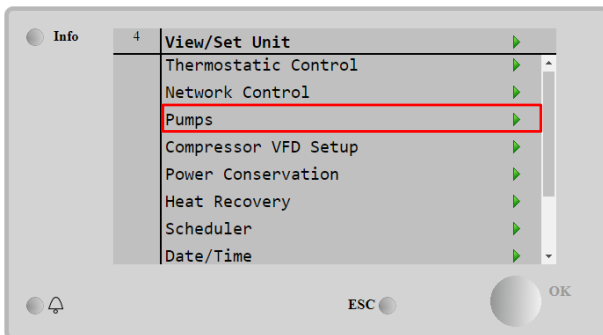 Info
4 View/Set Unit
Thermostatic Control
Network Control
Pumps
Compressor VFD Setup
Power Conservation
Heat Recovery
Scheduler
Date/Time
ESC
OK